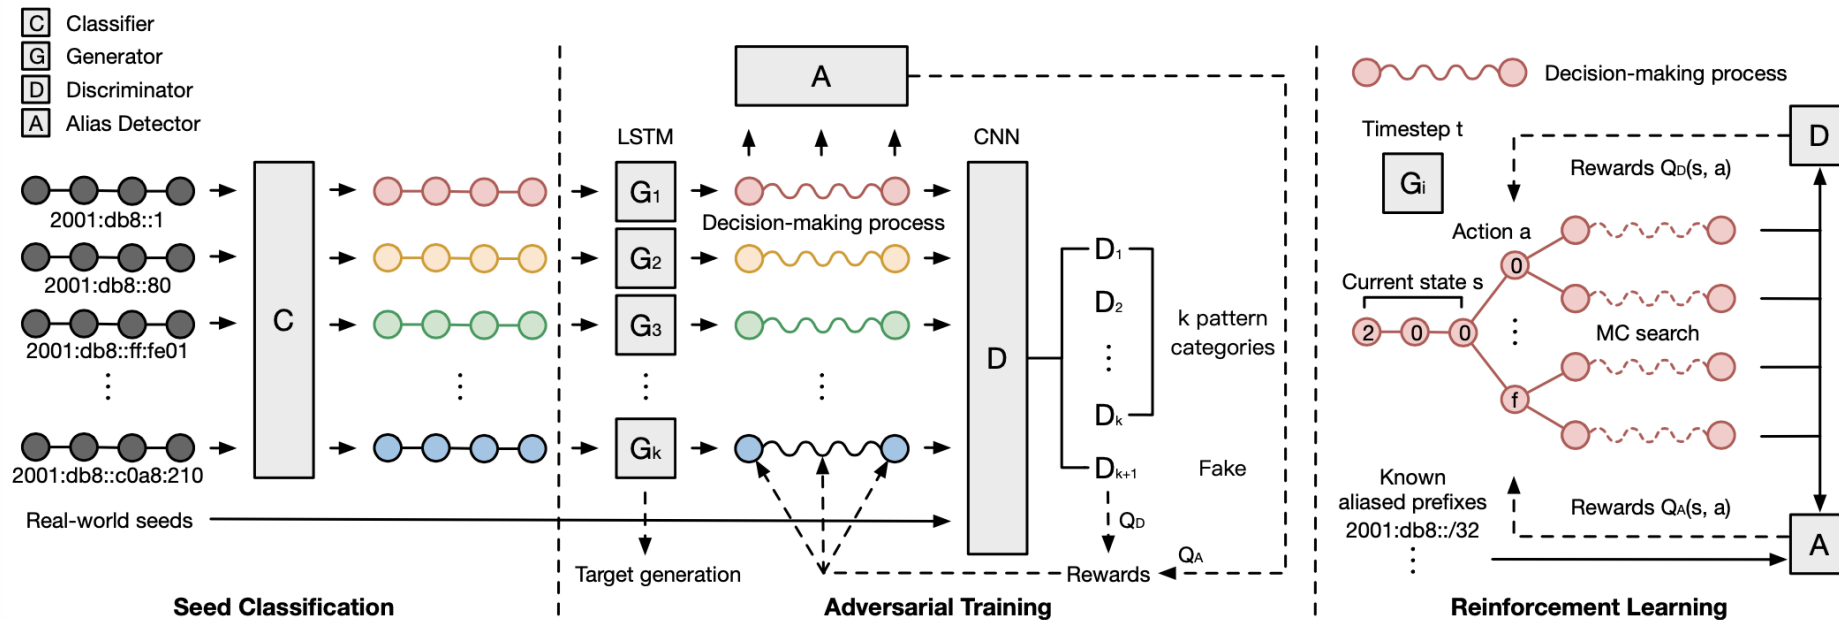 C Classifier
G Generator
D Discriminator
A Alias Detector
2001:db8::1
2001:db8::80
2001:db8::ff:fe01
2001:db8::c0a8:210
Real-world seeds
C
Seed Classification
A
LSTM
CNN
G1
G2
G3
Gk
Decision-making process
D
D1
D2
Dk
Dk+1
k pattern
categories
Fake
QD
QA
Rewards
Target generation
Adversarial Training
Decision-making process
Timestep t
Gi
D
Rewards QD(s, a)
Action a
Current state s
2 0 0
0
f
MC search
Known
aliased prefixes
2001:db8::/32
Rewards QA(s, a)
A
Reinforcement Learning